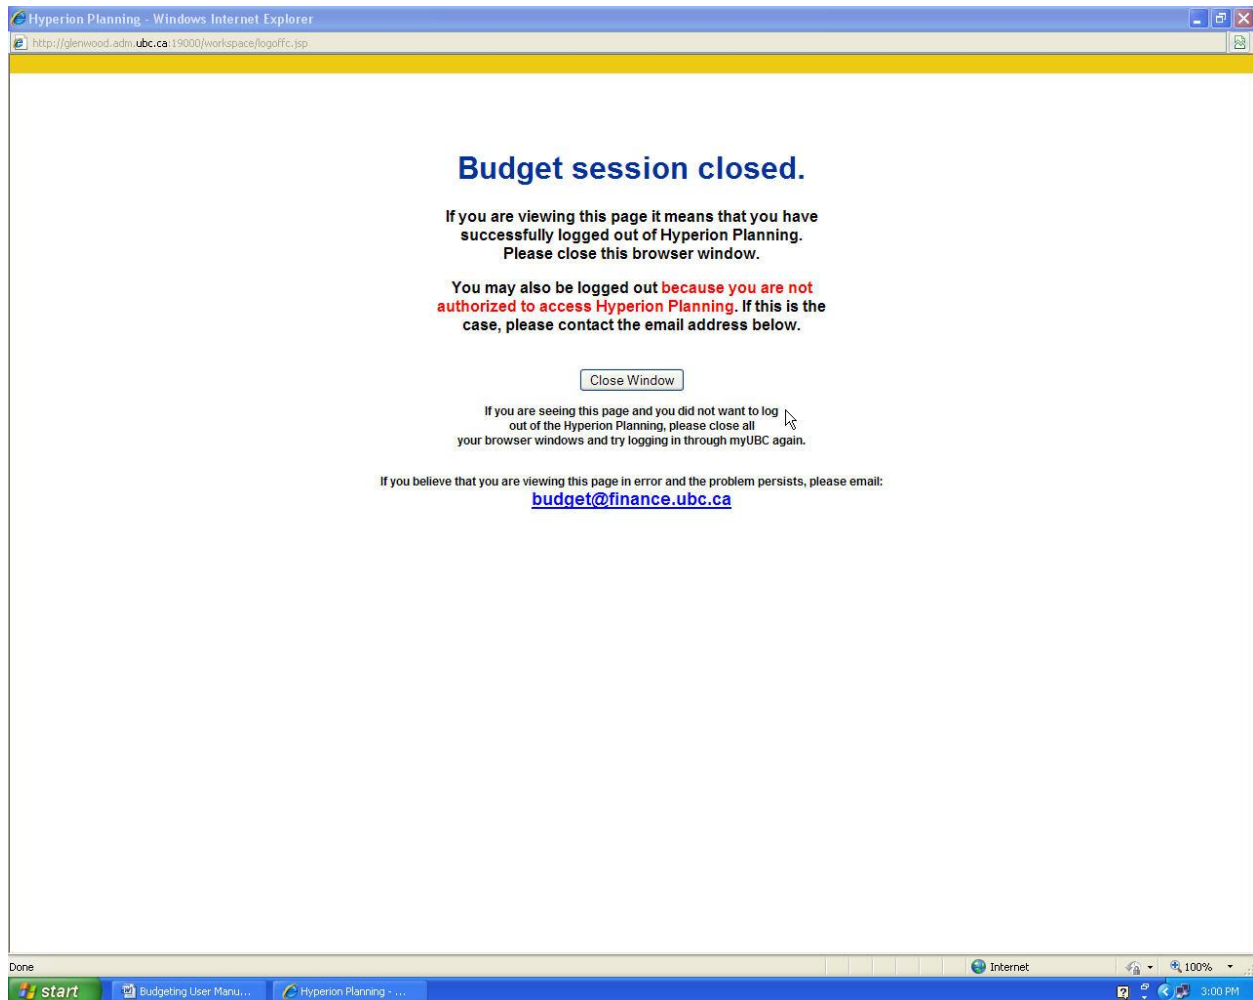 Hyperion Planning - Windows Internet Explorer
http://glenwood.adm.ubc.ca:19000/workspace/logoffc.jsp
Budget session closed.
If you are viewing this page it means that you have
successfully logged out of Hyperion Planning.
Please close this browser window.
You may also be logged out because you are not
authorized to access Hyperion Planning. If this is the
case, please contact the email address below.
Close Window
If you are seeing this page and you did not want to log
out of the Hyperion Planning, please close all
your browser windows and try logging in through myUBC again.
If you believe that you are viewing this page in error and the problem persists, please email:
budget@finance.ubc.ca
Done
Internet
100%
start
Budgeting User Manu...
Hyperion Planning - ...
3:00 PM